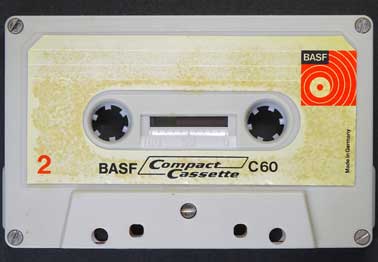 BASF
Made in Germany
2
BASF Compact Cassette C60